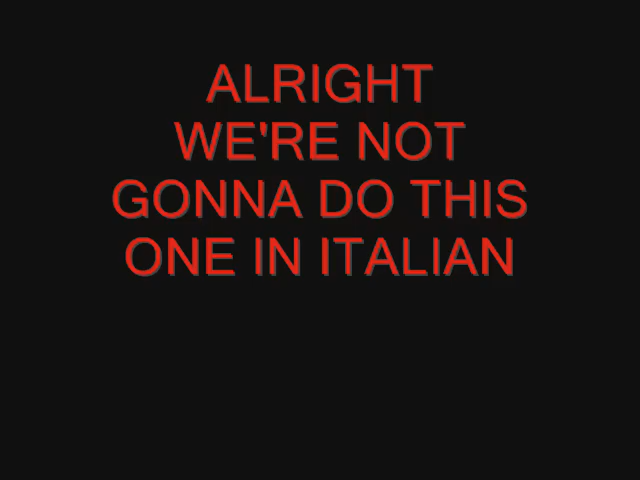 ALRIGHT
WE'RE NOT
GONNA DO THIS
ONE IN ITALIAN